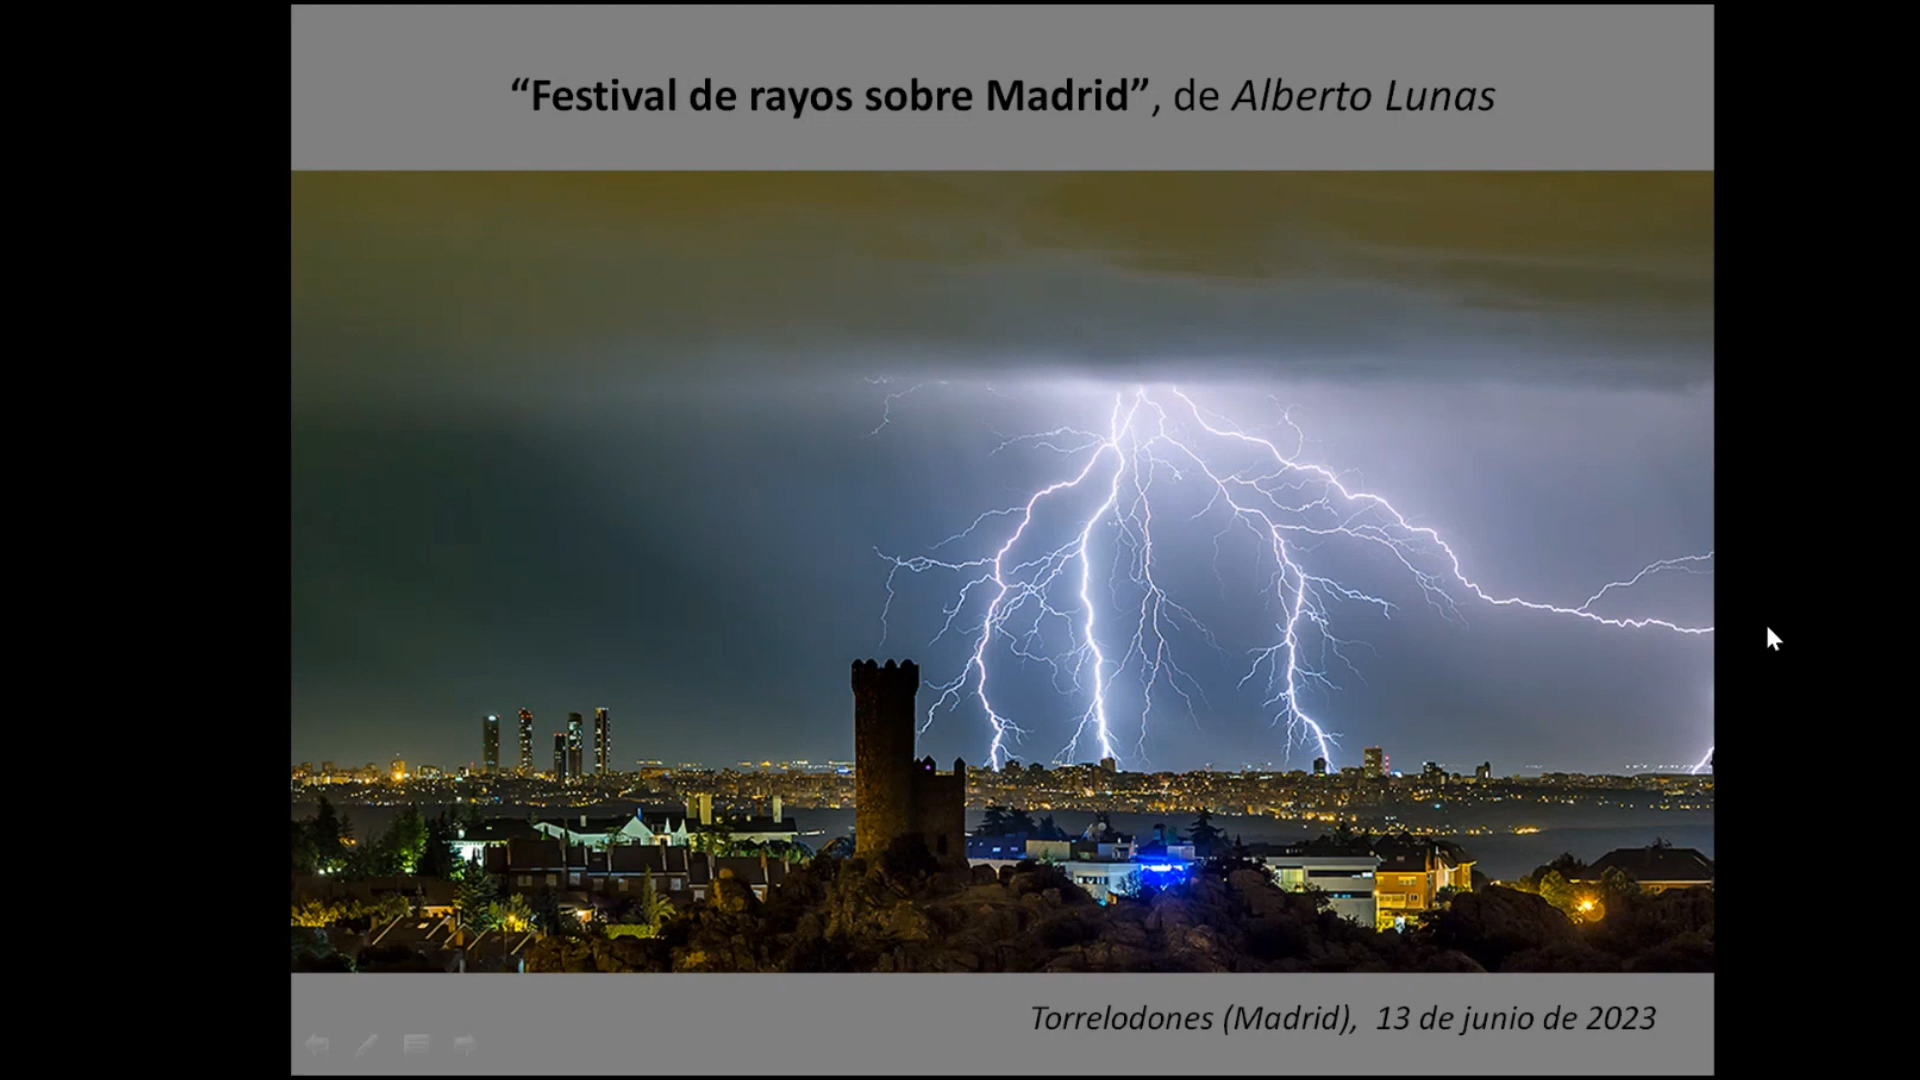 “Festival de rayos sobre Madrid”, de Alberto Lunas
Torrelodones (Madrid), 13 de junio de 2023